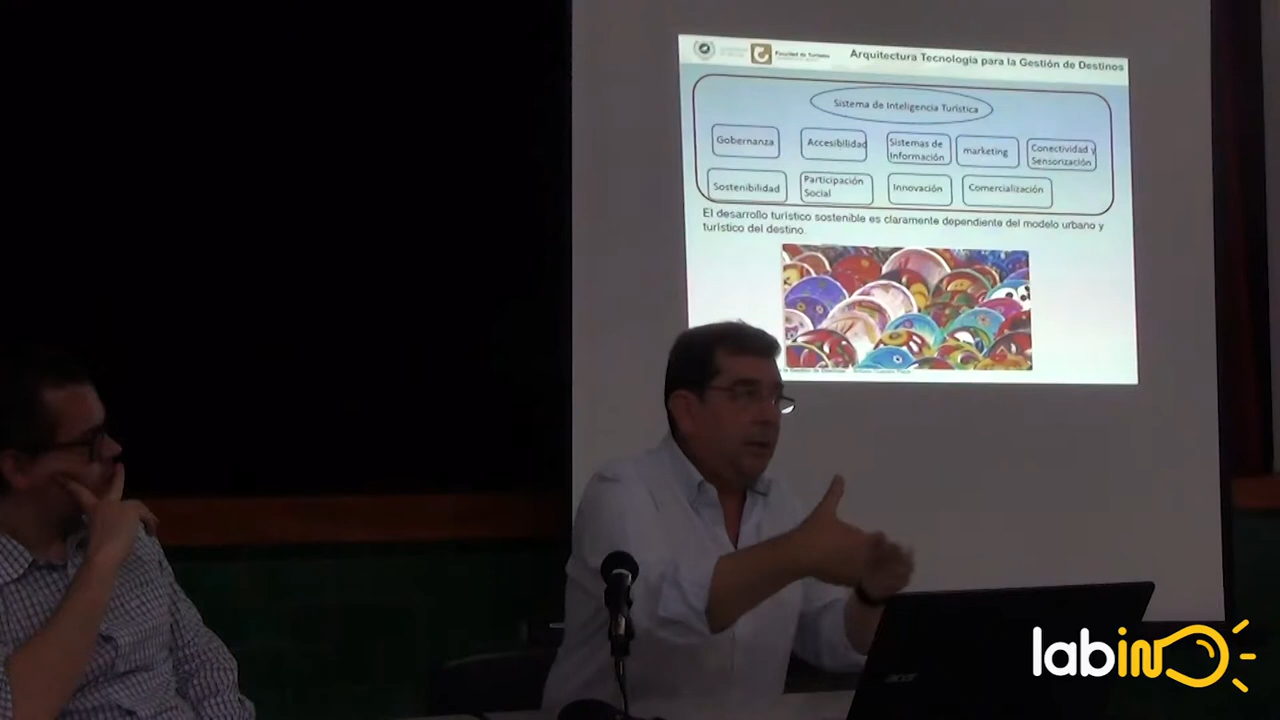 Facultad de Turismo
Arquitectura Tecnología para la Gestión de Destinos
Sistema de Inteligencia Turística
Gobernanza
Accesibilidad
Sistemas de
Información
marketing
Conectividad y
Sensorización
Sostenibilidad
Participación
Social
Innovación
Comercialización
El desarrollo turístico sostenible es claramente dependiente del modelo urbano y
turístico del destino.
acer
labin